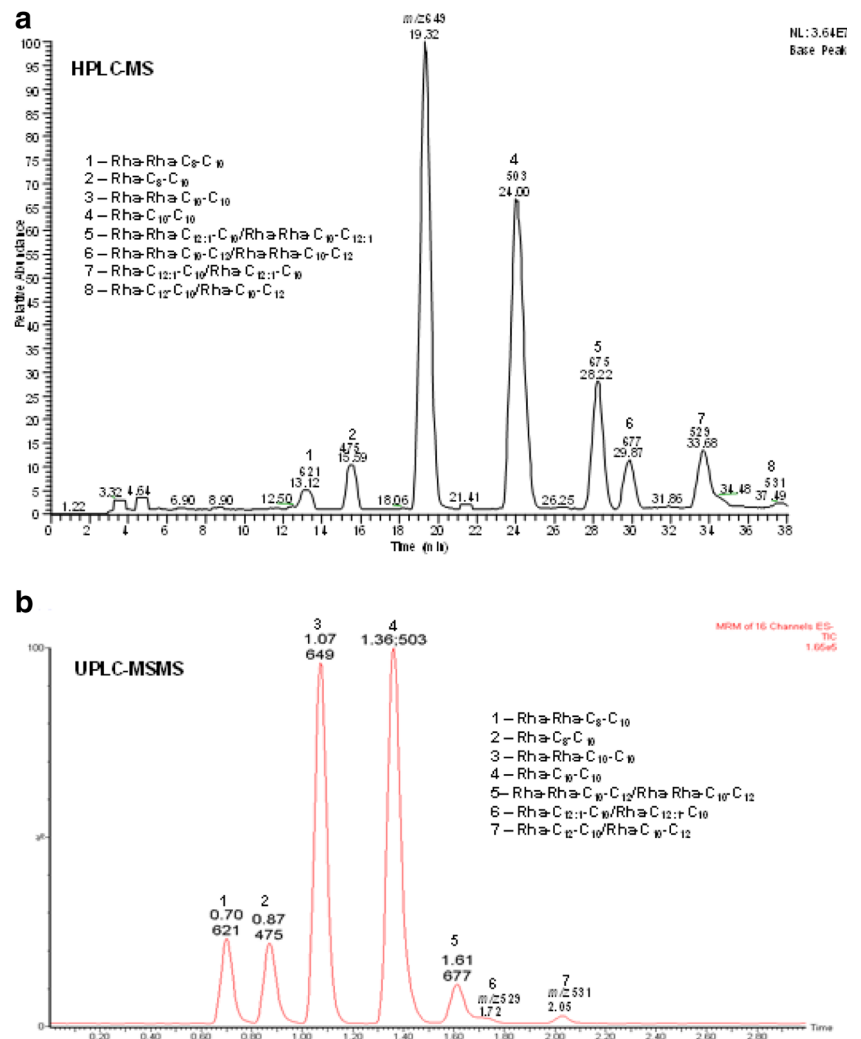 a
m/z649
19.32
NL: 3.64E7
Base Peak
HPLC-MS
100
95
90
85
80
75
70
65
60
55
50
45
40
35
30
25
20
15
10
5
0
Relative Abundance
1 – Rha-Rha-C₈-C₁₀
2 – Rha-C₈-C₁₀
3 – Rha-Rha-C₁₀-C₁₀
4 – Rha-C₁₀-C₁₀
5 – Rha-Rha-C₁₂:₁-C₁₀/Rha-Rha-C₁₀-C₁₂:₁
6 – Rha-Rha-C₁₀-C₁₂/Rha-Rha-C₁₀-C₁₂
7 – Rha-C₁₂:₁-C₁₀/Rha-C₁₂:₁-C₁₀
8 – Rha-C₁₂-C₁₀/Rha-C₁₀-C₁₂
4
503
24.00
5
675
28.22
1
621
13.12
2
475
15.59
6
677
29.87
7
529
33.68
8
531
37.49
1.22
3.32
4.64
6.90
8.90
12.50
18.06
21.41
26.25
31.86
34.48
0 2 4 6 8 10 12 14 16 18 20 22 24 26 28 30 32 34 36 38
Time
b
3
1.07
649
4
1.36;503
MRM of 16 Channels ES-
TIC
1.65e5
100
UPLC-MSMS
1 – Rha-Rha-C₈-C₁₀
2 – Rha-C₈-C₁₀
3 – Rha-Rha-C₁₀-C₁₀
4 – Rha-C₁₀-C₁₀
5– Rha-Rha-C₁₀-C₁₂/Rha-Rha-C₁₀-C₁₂
6 – Rha-C₁₂:₁-C₁₀/Rha-C₁₂:₁-C₁₀
7 – Rha-C₁₂-C₁₀/Rha-C₁₀-C₁₂
%
1
0.70
621
2
0.87
475
5
1.61
677
6
m/z529
1.72
7
m/z531
2.05
0
0.20 0.40 0.60 0.80 1.00 1.20 1.40 1.60 1.80 2.00 2.20 2.40 2.60 2.80
Time